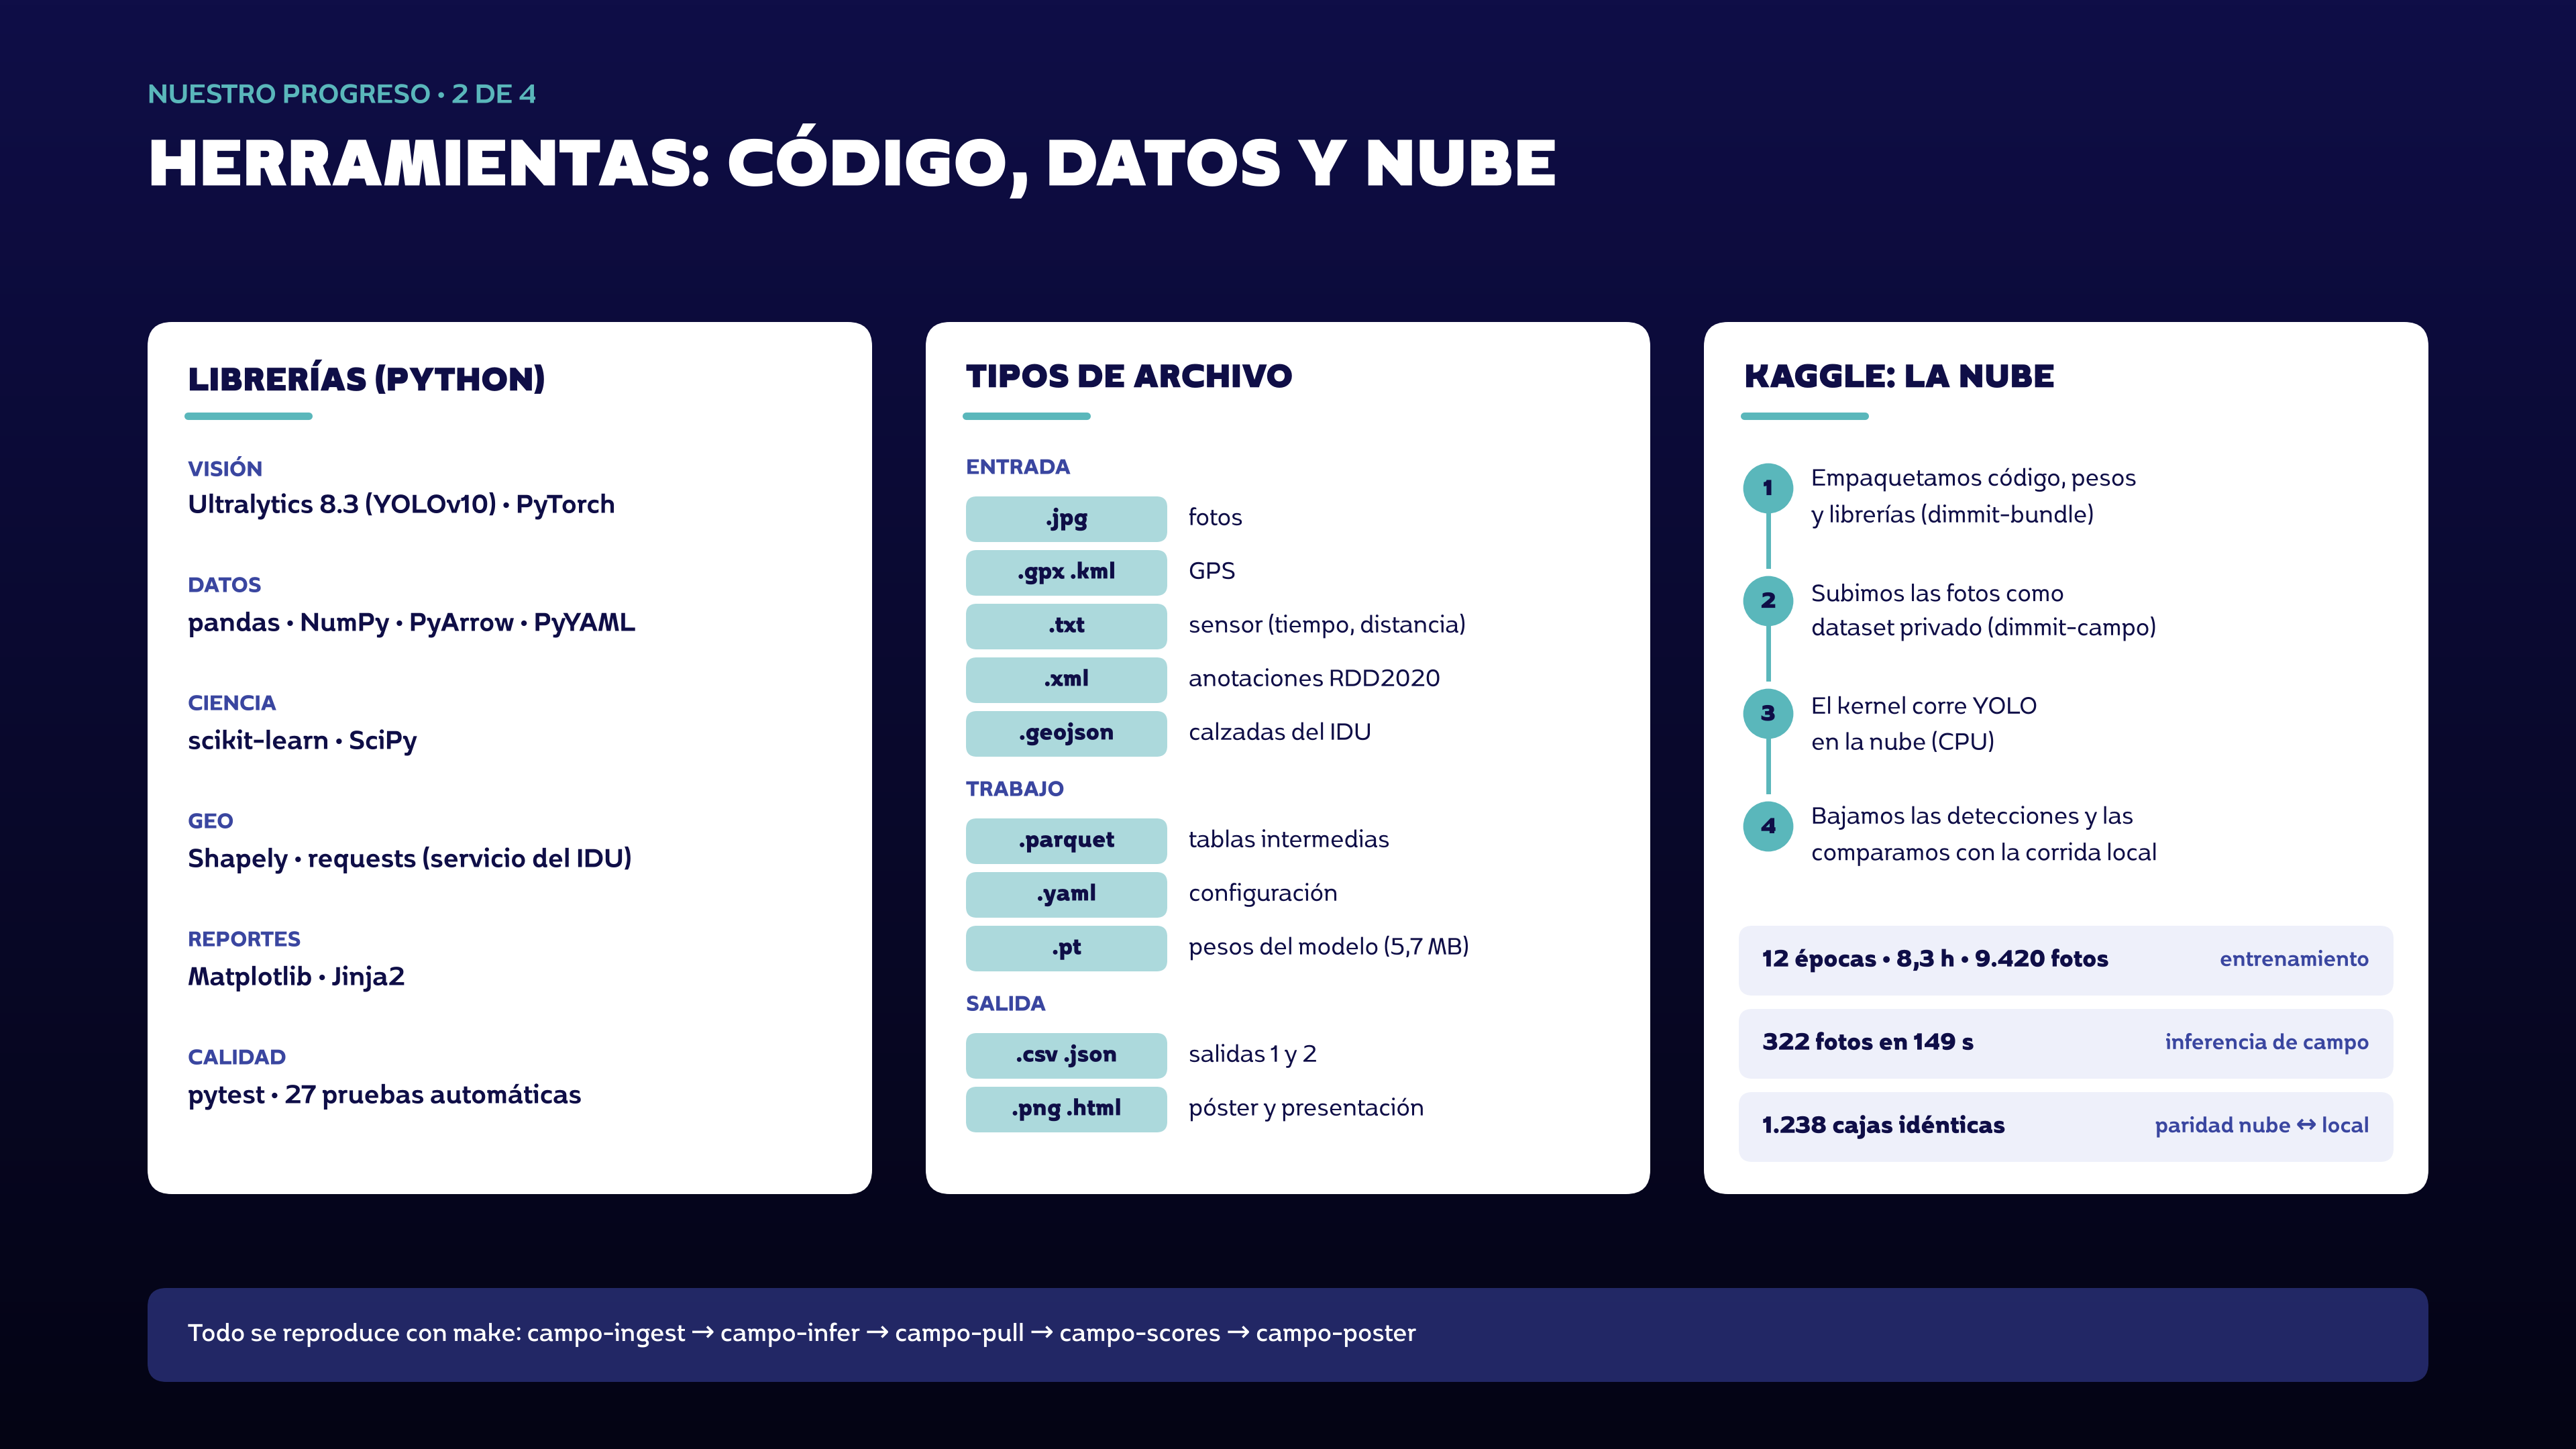 NUESTRO PROGRESO • 2 DE 4
HERRAMIENTAS: CÓDIGO, DATOS Y NUBE
LIBRERÍAS (PYTHON)
VISIÓN
Ultralytics 8.3 (YOLOv10) • PyTorch
DATOS
pandas • NumPy • PyArrow • PyYAML
CIENCIA
scikit-learn • SciPy
GEO
Shapely • requests (servicio del IDU)
REPORTES
Matplotlib • Jinja2
CALIDAD
pytest • 27 pruebas automáticas
TIPOS DE ARCHIVO
ENTRADA
.jpg fotos
.gpx .kml GPS
.txt sensor (tiempo, distancia)
.xml anotaciones RDD2020
.geojson calzadas del IDU
TRABAJO
.parquet tablas intermedias
.yaml configuración
.pt pesos del modelo (5,7 MB)
SALIDA
.csv .json salidas 1 y 2
.png .html póster y presentación
KAGGLE: LA NUBE
1 Empaquetamos código, pesos
y librerías (dimmit-bundle)
2 Subimos las fotos como
dataset privado (dimmit-campo)
3 El kernel corre YOLO
en la nube (CPU)
4 Bajamos las detecciones y las
comparamos con la corrida local
12 épocas • 8,3 h • 9.420 fotos entrenamiento
322 fotos en 149 s inferencia de campo
1.238 cajas idénticas paridad nube ↔ local
Todo se reproduce con make: campo-ingest → campo-infer → campo-pull → campo-scores → campo-poster